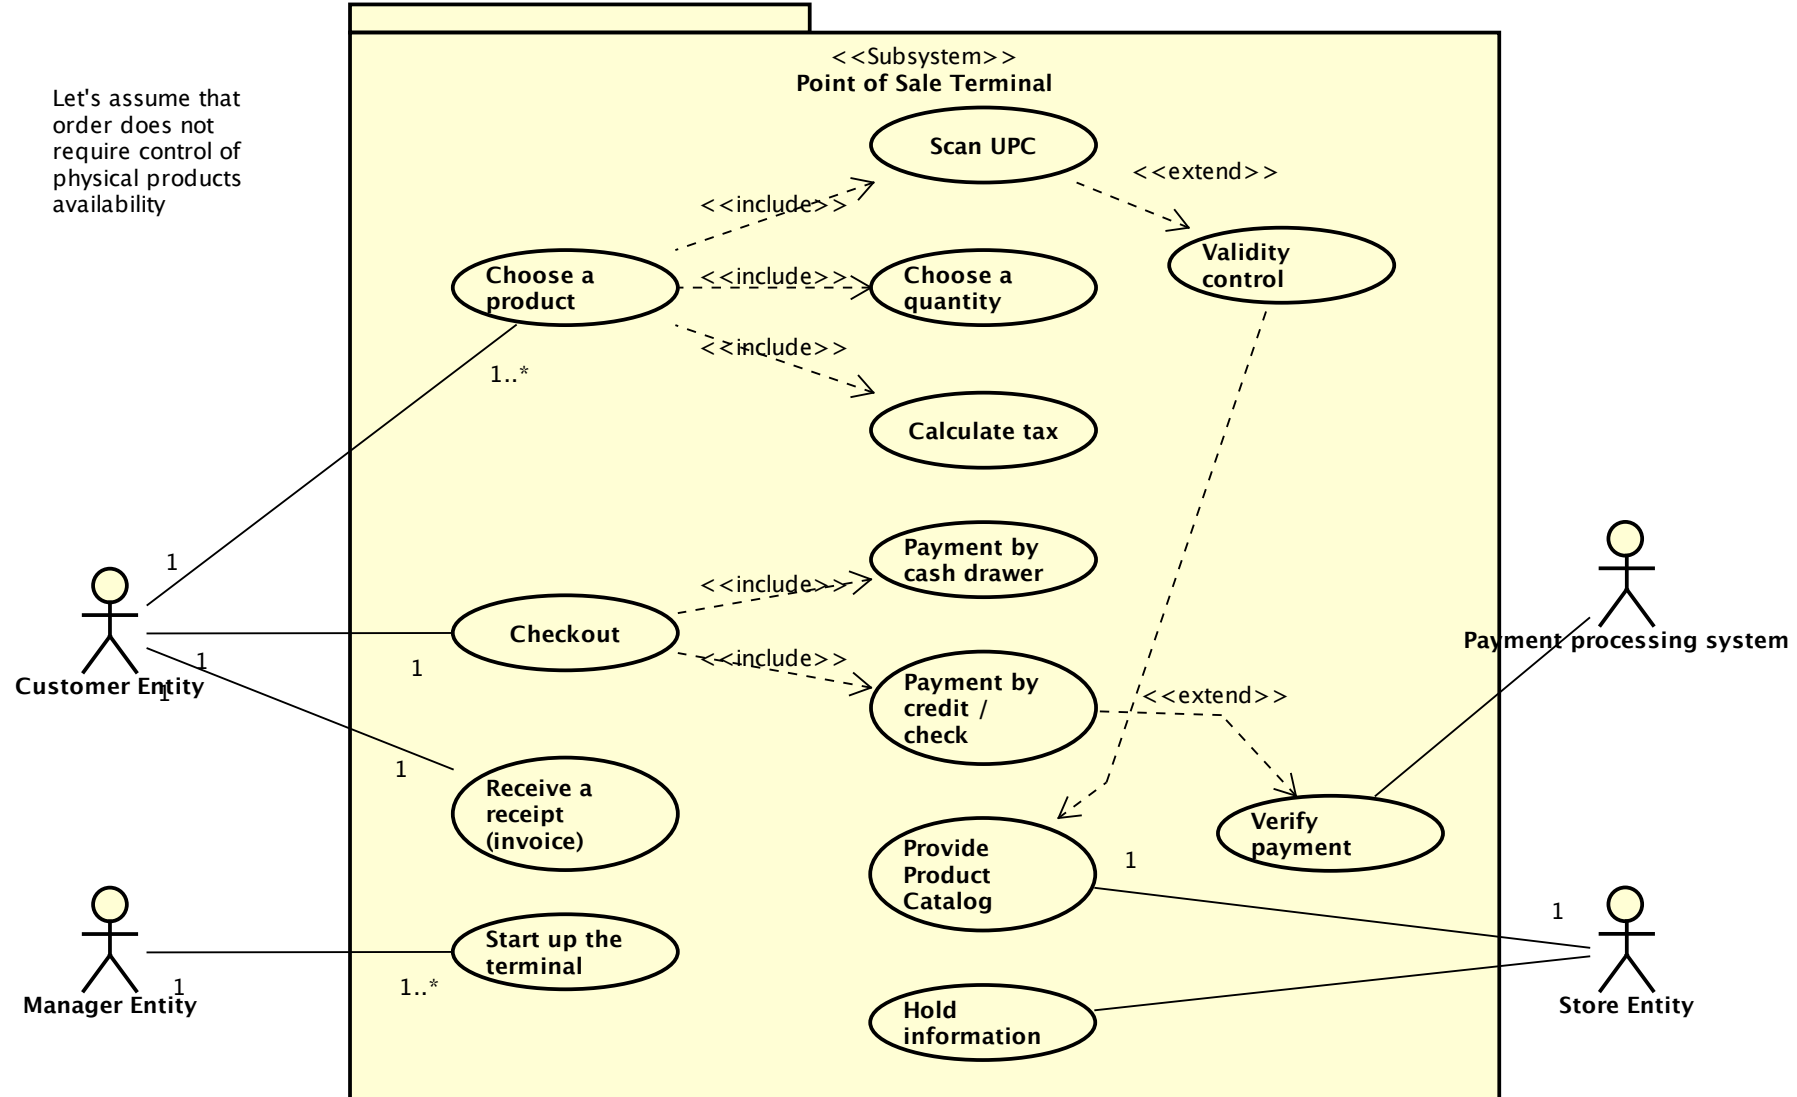 <<Subsystem>>
Point of Sale Terminal
Let's assume that
order does not
require control of
physical products
availability
Scan UPC
<<extend>>
<<include>>
Validity
control
Choose a
product
<<include>>
Choose a
quantity
<<include>>
1..*
Calculate tax
1
Payment by
cash drawer
<<include>>
Checkout
Payment processing system
1
1
<<include>>
Customer Entity
1
Payment by
credit /
check
<<extend>>
1
Receive a
receipt
(invoice)
Verify
payment
Provide
Product
Catalog
1
1
Start up the
terminal
1
1..*
Manager Entity
Store Entity
Hold
information